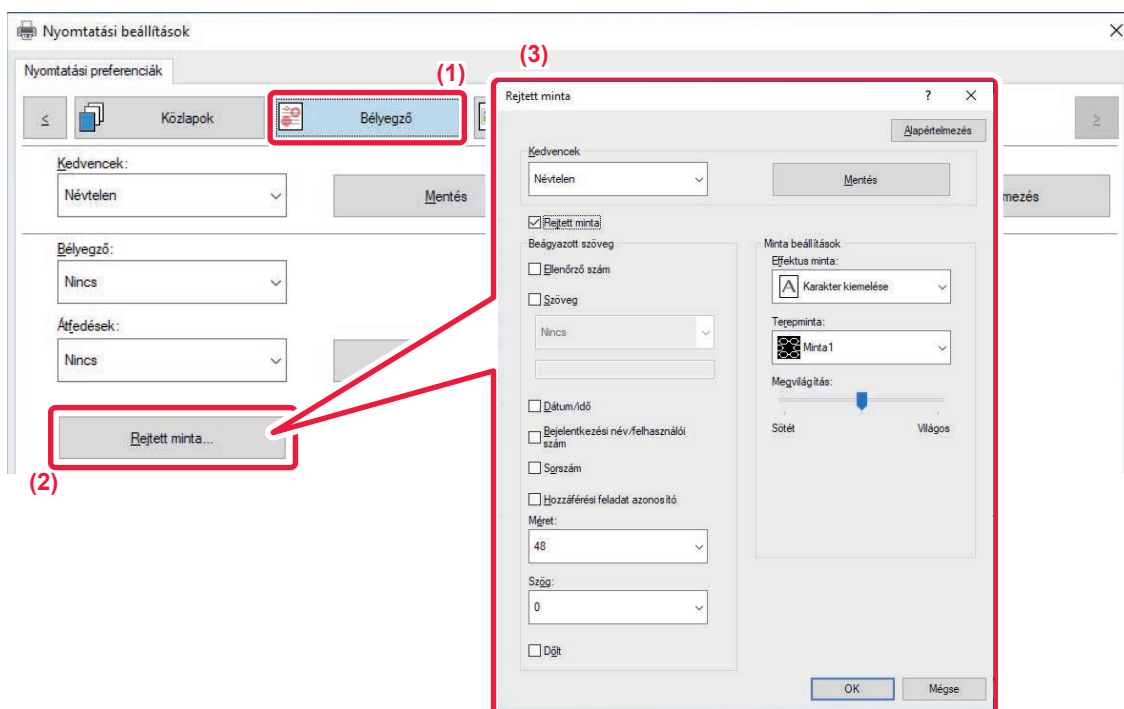 Nyomtatási beállítások
Nyomtatási preferenciák
(1)
<
Közlapok
Bélyegző
>
Kedvencek:
Névtelen
Mentés
mezés
Bélyegző:
Nincs
Átfedések:
Nincs
Rejtett minta...
(2)
(3)
Rejtett minta
?
Alapértelmezés
Kedvencek
Névtelen
Mentés
Rejtett minta
Beágyazott szöveg
Ellenőrző szám
Szöveg
Nincs
Dátum/idő
Bejelentkezési név/felhasználói
szám
Sorszám
Hozzáférési feladat azonosító
Méret:
48
Szög:
0
Dőlt
Minta beállítások
Effektus minta:
A Karakter kiemelése
Terepminta:
Minta1
Megvilágítás:
Sötét Világos
OK Mégse